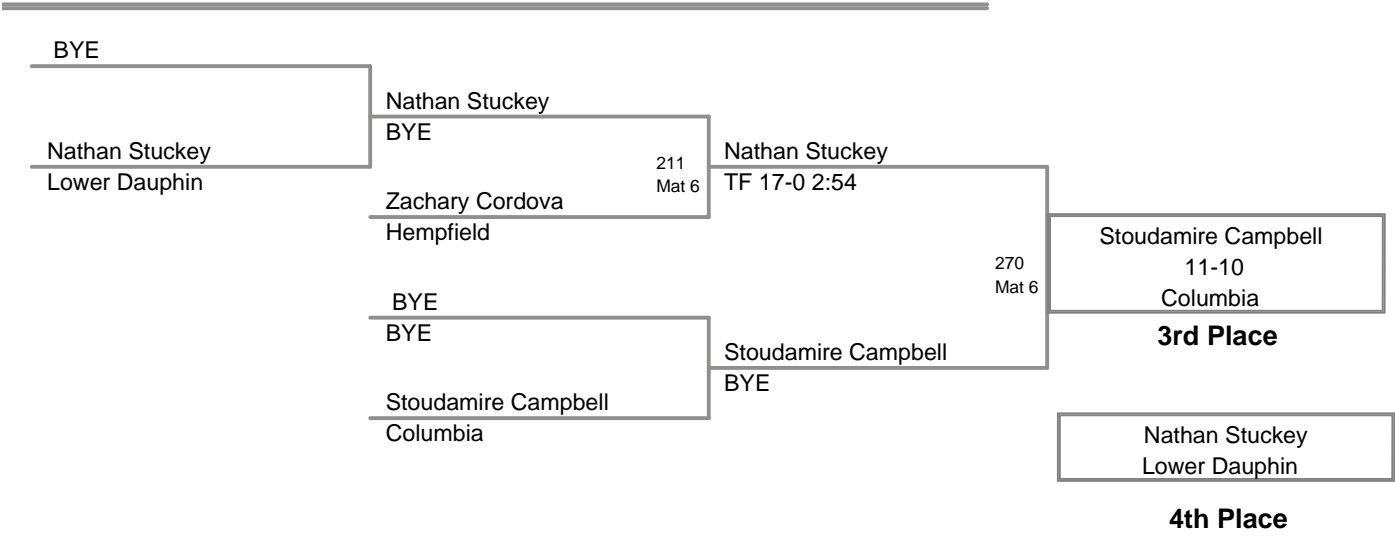 BYE
Nathan Stuckey
Lower Dauphin
Nathan Stuckey
BYE
Zachary Cordova
Hempfield
211
Mat 6
BYE
BYE
Stoudamire Campbell
Columbia
Nathan Stuckey
TF 17-0 2:54
Stoudamire Campbell
BYE
270
Mat 6
Stoudamire Campbell
11-10
Columbia
3rd Place
Nathan Stuckey
Lower Dauphin
4th Place